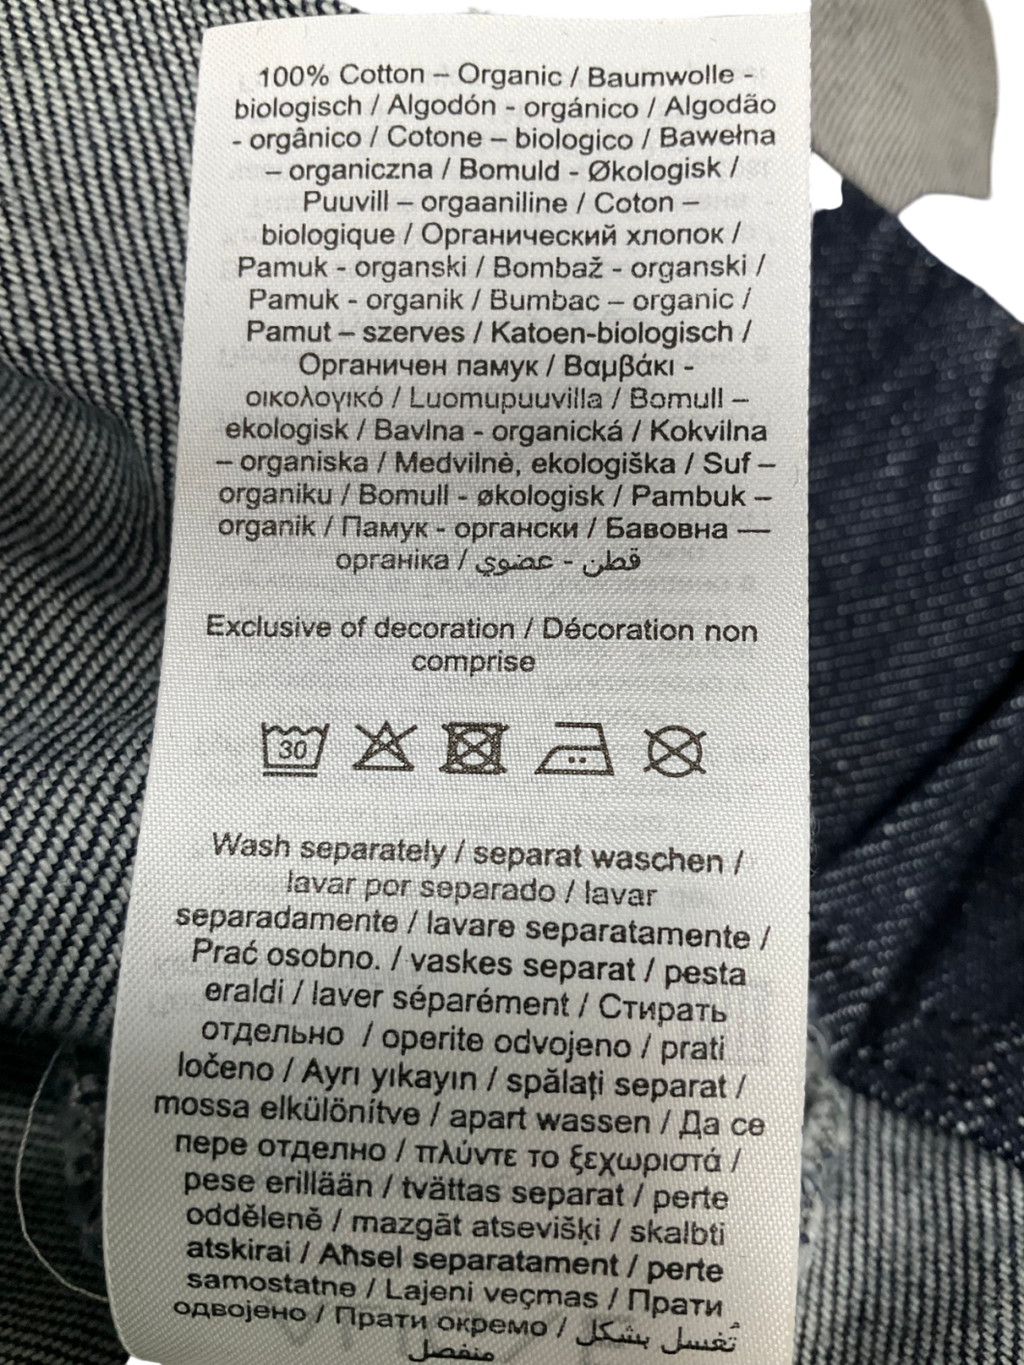 100% Cotton – Organic / Baumwolle -
biologisch / Algodón - orgánico / Algodão
- orgânico / Cotone – biologico / Bawełna
– organiczna / Bomuld - Økologisk /
Puuvill – orgaaniline / Coton –
biologique / Органический хлопок /
Pamuk - organski / Bombaž - organski /
Pamuk - organik / Bumbac – organic /
Pamut – szerves / Katoen-biologisch /
Органичен памук / Βαμβάκι -
οικολογικό / Luomupuuvilla / Bomull –
ekologisk / Bavlna - organická / Kokvilna
– organiska / Medvilnė, ekologiška / Suf –
organiku / Bomull - økologisk / Pambuk –
organik / Памук - органски / Бавовна —
органіка / قطن - عضوي
Exclusive of decoration / Décoration non
comprise
30
Wash separately / separat waschen /
lavar por separado / lavar
separadamente / lavare separatamente /
Prać osobno. / vaskes separat / pesta
eraldi / laver séparément / Стирать
отдельно / operite odvojeno / prati
ločeno / Ayrı yıkayın / spălați separat /
mossa elkülönítve / apart wassen / Да се
пере отделно / πλύντε το ξεχωριστά /
pese erillään / tvättas separat / perte
odděleně / mazgāt atsevišķi / skalbti
atskirai / Aħsel separatament / perte
samostatne / Lajeni veçmas / Прати
одвојено / Прати окремо / تُغسل بشكل
منفصل